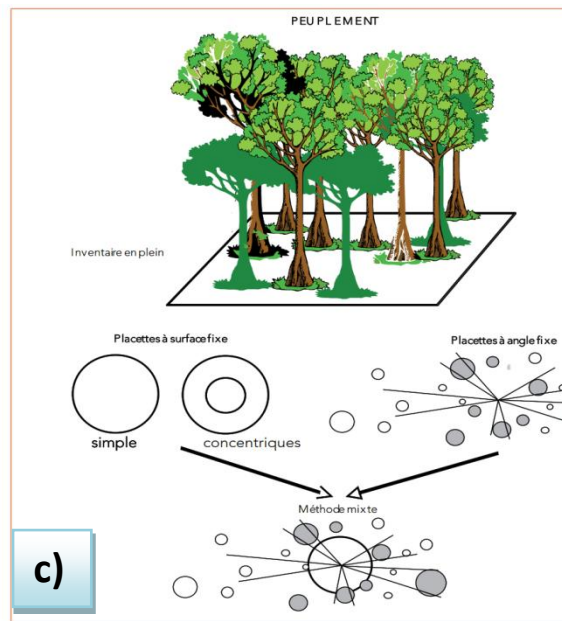 PEUPLEMENT
Inventaire en plein
Placettes à surface fixe
Placettes à angle fixe
simple
concentriques
Méthode mixte
c)